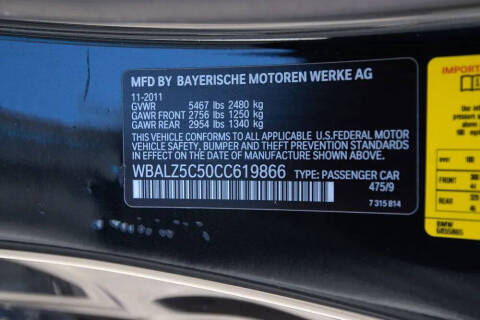 MFD BY BAYERISCHE MOTOREN WERKE AG
11-2011
GVWR 5467 lbs 2480 kg
GAWR FRONT 2756 lbs 1250 kg
GAWR REAR 2954 lbs 1340 kg
THIS VEHICLE CONFORMS TO ALL APPLICABLE U.S.FEDERAL MOTOR
VEHICLE SAFETY, BUMPER AND THEFT PREVENTION STANDARDS
IN EFFECT ON THE DATE OF MANUFACTURE SHOWN ABOVE.
WBALZ5C50CC619866 TYPE: PASSENGER CAR
475/9
7 315 814